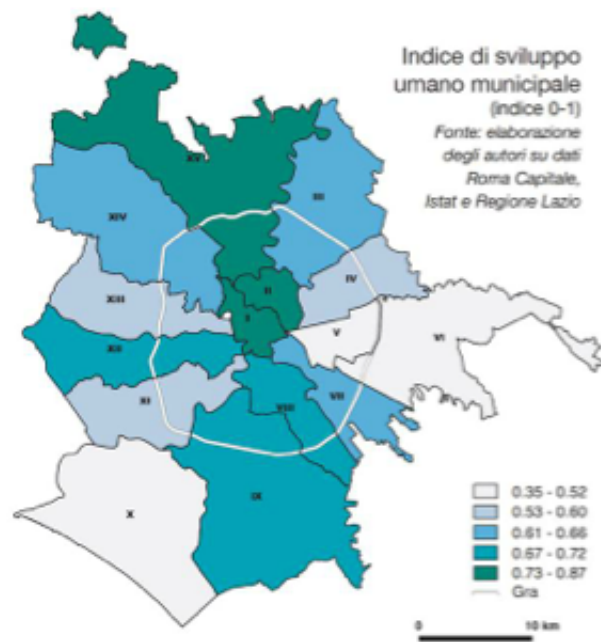 Indice di sviluppo
umano municipale
(indice 0-1)
Fonte: elaborazione
degli autori su dati
Roma Capitale,
Istat e Regione Lazio
XV
III
XIV
II
IV
XIII
I
V
VI
XII
VII
XI
VIII
X
IX
0.35 - 0.52
0.53 - 0.60
0.61 - 0.66
0.67 - 0.72
0.73 - 0.87
Gra
0
10 km